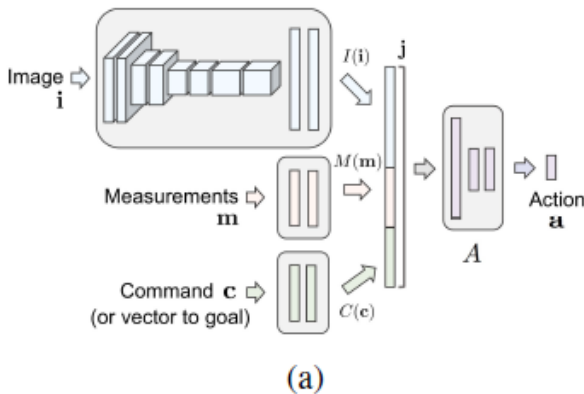 Image
i
I(i)
j
Measurements
m
M(m)
Command c
(or vector to goal)
C(c)
A
Action
a
(a)